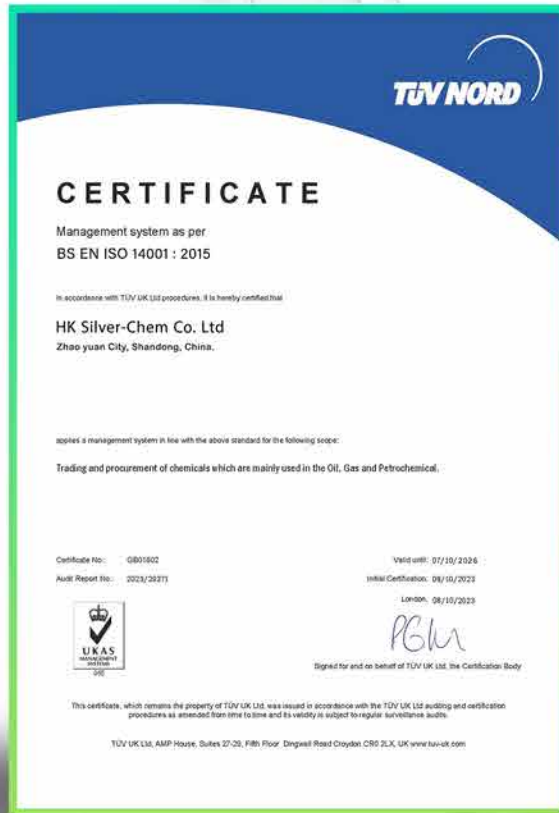 TÜV NORD
CERTIFICATE
Management system as per
BS EN ISO 14001 : 2015
In accordance with TÜV UK Ltd procedures, it is hereby certified that
HK Silver-Chem Co. Ltd
Zhao yuan City, Shandong, China.
applies a management system in line with the above standard for the following scope:
Trading and procurement of chemicals which are mainly used in the Oil, Gas and Petrochemical.
Certificate No: GB01802
Valid until: 07/10/2026
Audit Report No.: 2023/
Initial Certification: 08/10/2023
London, 08/10/2023
UKAS
MANAGEMENT
SYSTEMS
Signed for and on behalf of TÜV UK Ltd, the Certification Body
This certificate, which remains the property of TÜV UK Ltd, was issued in accordance with the TÜV UK Ltd auditing and certification
procedures as amended from time to time and its validity is subject to regular surveillance audits.
TÜV UK Ltd, AMP House, Suites 27-29, Fifth Floor Dingwall Road Croydon CR0 2LX, UK www.tuv-uk.com